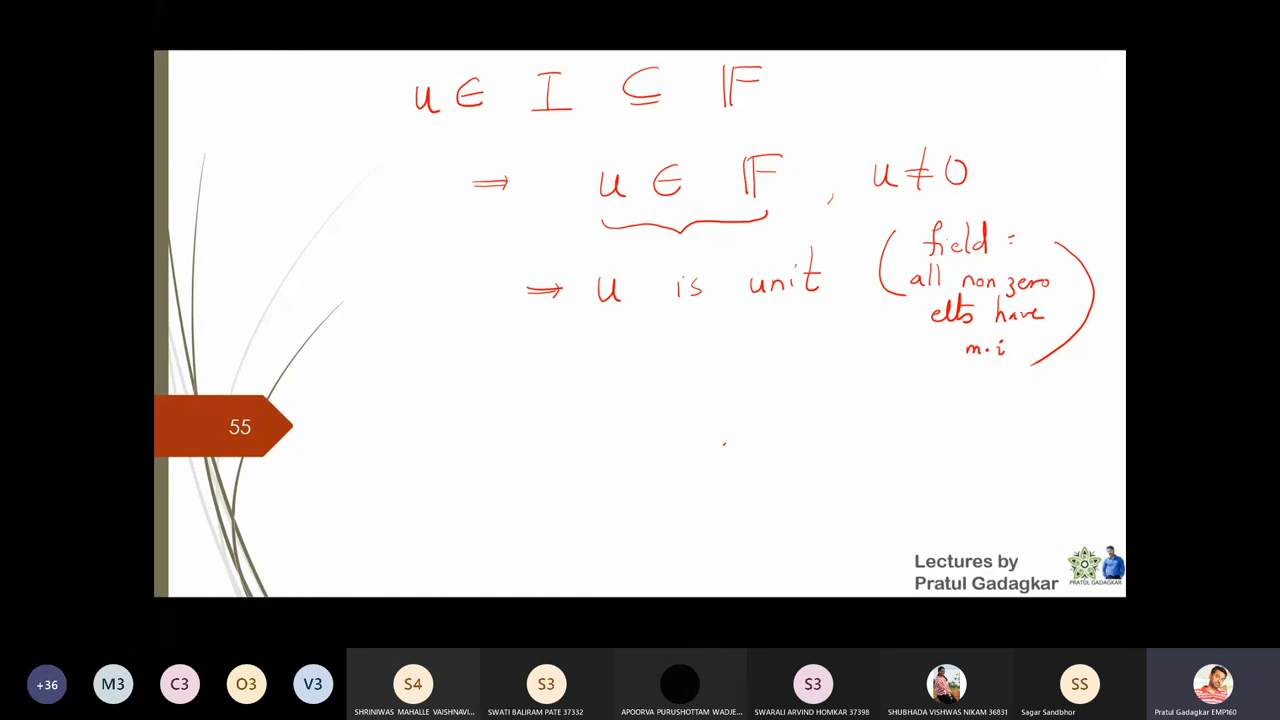 u ∈ I ⊆ 𝔽
⇒ u ∈ 𝔽 , u ≠ 0
⇒ u is unit
( field :
all non zero
elts have
m.i )
55
Lectures by
Pratul Gadagkar
PRATUL GADAGKAR
+36
M3
C3
O3
V3
S4
SHRINIWAS MAHALLE VAISHNAVI...
S3
SWATI BALIRAM PATE 37332
APOORVA PURUSHOTTAM WADJE...
S3
SWARALI ARVIND HOMKAR 37398
SHUBHADA VISHWAS NIKAM 36831
SS
Sagar Sandbhor
Pratul Gadagkar EMP160